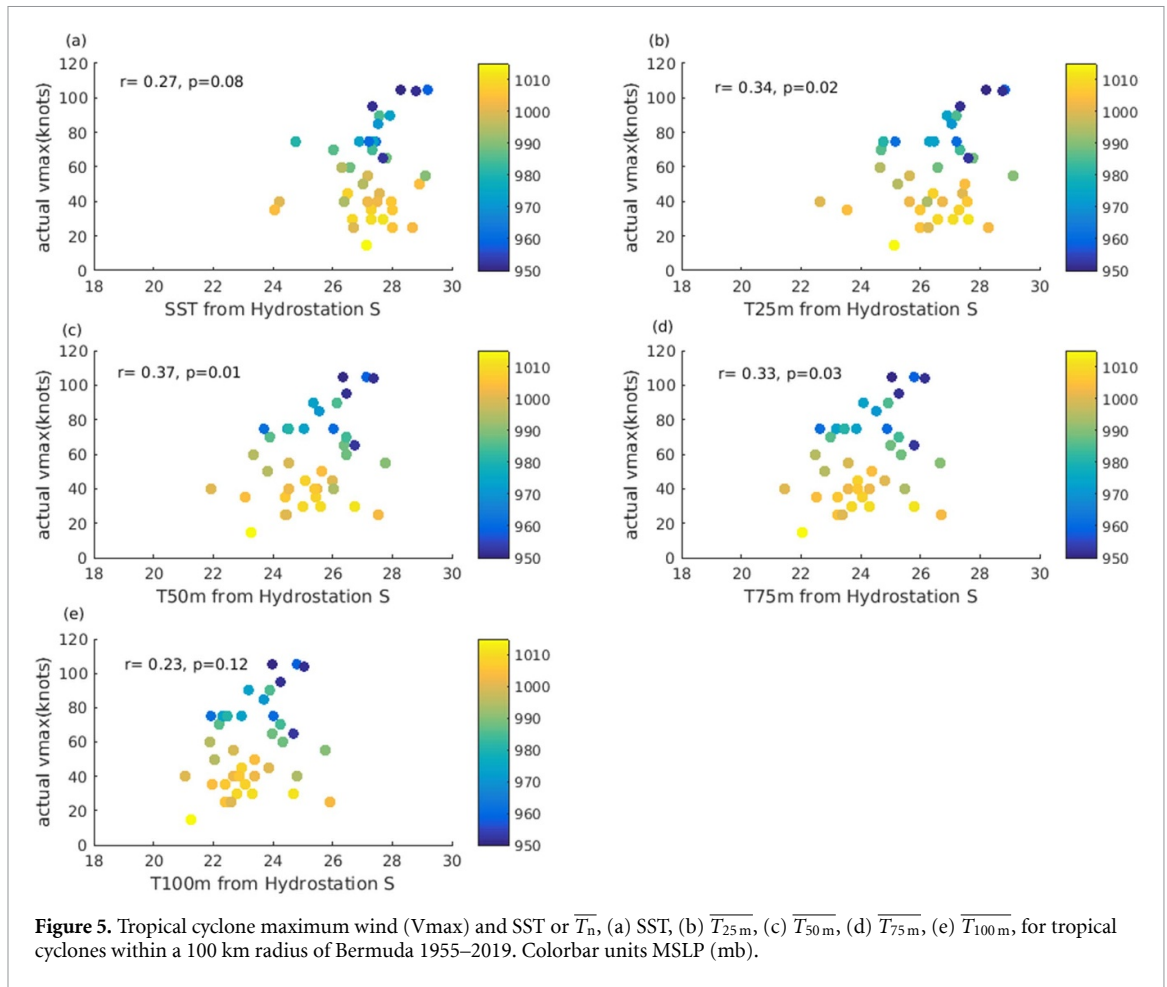 (a)
r= 0.27, p=0.08
actual vmax(knots)
120
100
80
60
40
20
0
18 20 22 24 26 28 30
SST from Hydrostation S
1010
1000
990
980
970
960
950
(b)
r= 0.34, p=0.02
actual vmax(knots)
120
100
80
60
40
20
0
18 20 22 24 26 28 30
T25m from Hydrostation S
1010
1000
990
980
970
960
950
(c)
r= 0.37, p=0.01
actual vmax(knots)
120
100
80
60
40
20
0
18 20 22 24 26 28 30
T50m from Hydrostation S
1010
1000
990
980
970
960
950
(d)
r= 0.33, p=0.03
actual vmax(knots)
120
100
80
60
40
20
0
18 20 22 24 26 28 30
T75m from Hydrostation S
1010
1000
990
980
970
960
950
(e)
r= 0.23, p=0.12
actual vmax(knots)
120
100
80
60
40
20
0
18 20 22 24 26 28 30
T100m from Hydrostation S
1010
1000
990
980
970
960
950
Figure 5. Tropical cyclone maximum wind (Vmax) and SST or T̅n̅, (a) SST, (b) T̅2̅5̅ ̅m̅, (c) T̅5̅0̅ ̅m̅, (d) T̅7̅5̅ ̅m̅, (e) T̅1̅0̅0̅ ̅m̅, for tropical
cyclones within a 100 km radius of Bermuda 1955–2019. Colorbar units MSLP (mb).